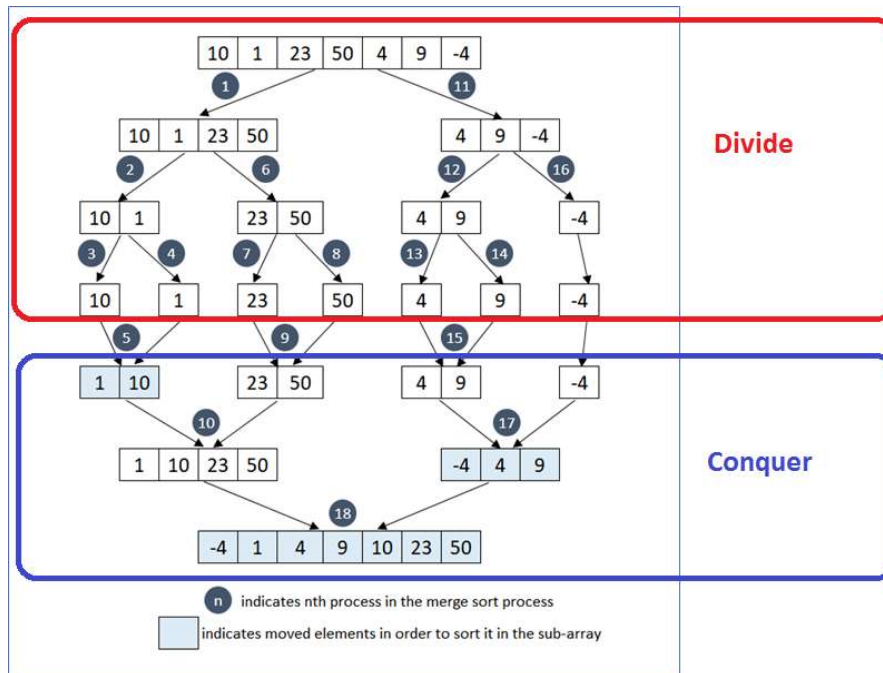 10 1 23 50 4 9 -4
1 11
10 1 23 50 4 9 -4
Divide
2 6 12 16
10 1 23 50 4 9 -4
3 4 7 8 13 14
10 1 23 50 4 9 -4
5 9 15
1 10 23 50 4 9 -4
10 17
1 10 23 50 -4 4 9
Conquer
18
-4 1 4 9 10 23 50
n indicates nth process in the merge sort process
indicates moved elements in order to sort it in the sub-array